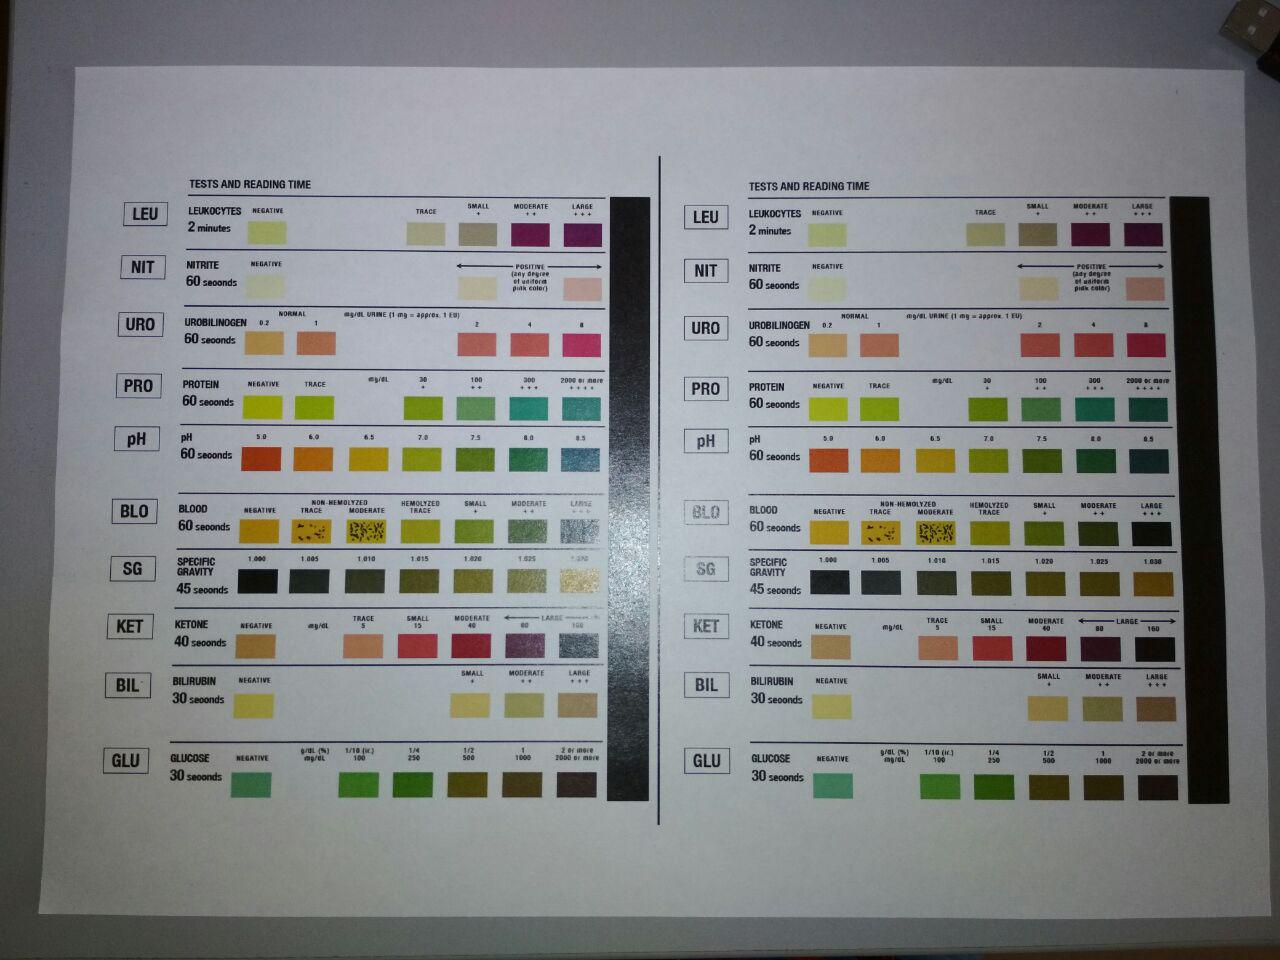 TESTS AND READING TIME
LEU
LEUKOCYTES
2 minutes
NEGATIVE TRACE SMALL + MODERATE ++ LARGE +++
NIT
NITRITE
60 seconds
NEGATIVE
POSITIVE
(any degree
of uniform
pink color)
URO
UROBILINOGEN
60 seconds
NORMAL mg/dL URINE (1 mg = approx. 1 EU)
0.2 1 2 4 8
PRO
PROTEIN
60 seconds
NEGATIVE TRACE mg/dL 30 100 300 2000 or more
+ ++ +++ ++++
pH
pH
60 seconds
5.0 6.0 6.5 7.0 7.5 8.0 8.5
BLO
BLOOD
60 seconds
NON-HEMOLYZED HEMOLYZED SMALL MODERATE LARGE
NEGATIVE TRACE MODERATE TRACE + ++ +++
SG
SPECIFIC
GRAVITY
45 seconds
1.000 1.005 1.010 1.015 1.020 1.025 1.030
KET
KETONE
40 seconds
TRACE SMALL MODERATE LARGE
NEGATIVE mg/dL 5 15 40 80 160
BIL
BILIRUBIN
30 seconds
NEGATIVE SMALL + MODERATE ++ LARGE +++
GLU
GLUCOSE
30 seconds
g/dL (%) 1/10 (tr.) 1/4 1/2 1 2 or more
NEGATIVE mg/dL 100 250 500 1000 2000 or more
TESTS AND READING TIME
LEU
LEUKOCYTES
2 minutes
NEGATIVE TRACE SMALL + MODERATE ++ LARGE +++
NIT
NITRITE
60 seconds
NEGATIVE
POSITIVE
(any degree
of uniform
pink color)
URO
UROBILINOGEN
60 seconds
NORMAL mg/dL URINE (1 mg = approx. 1 EU)
0.2 1 2 4 8
PRO
PROTEIN
60 seconds
NEGATIVE TRACE mg/dL 30 100 300 2000 or more
+ ++ +++ ++++
pH
pH
60 seconds
5.0 6.0 6.5 7.0 7.5 8.0 8.5
BLO
BLOOD
60 seconds
NON-HEMOLYZED HEMOLYZED SMALL MODERATE LARGE
NEGATIVE TRACE MODERATE TRACE + ++ +++
SG
SPECIFIC
GRAVITY
45 seconds
1.000 1.005 1.010 1.015 1.020 1.025 1.030
KET
KETONE
40 seconds
TRACE SMALL MODERATE LARGE
NEGATIVE mg/dL 5 15 40 80 160
BIL
BILIRUBIN
30 seconds
NEGATIVE SMALL + MODERATE ++ LARGE +++
GLU
GLUCOSE
30 seconds
g/dL (%) 1/10 (tr.) 1/4 1/2 1 2 or more
NEGATIVE mg/dL 100 250 500 1000 2000 or more